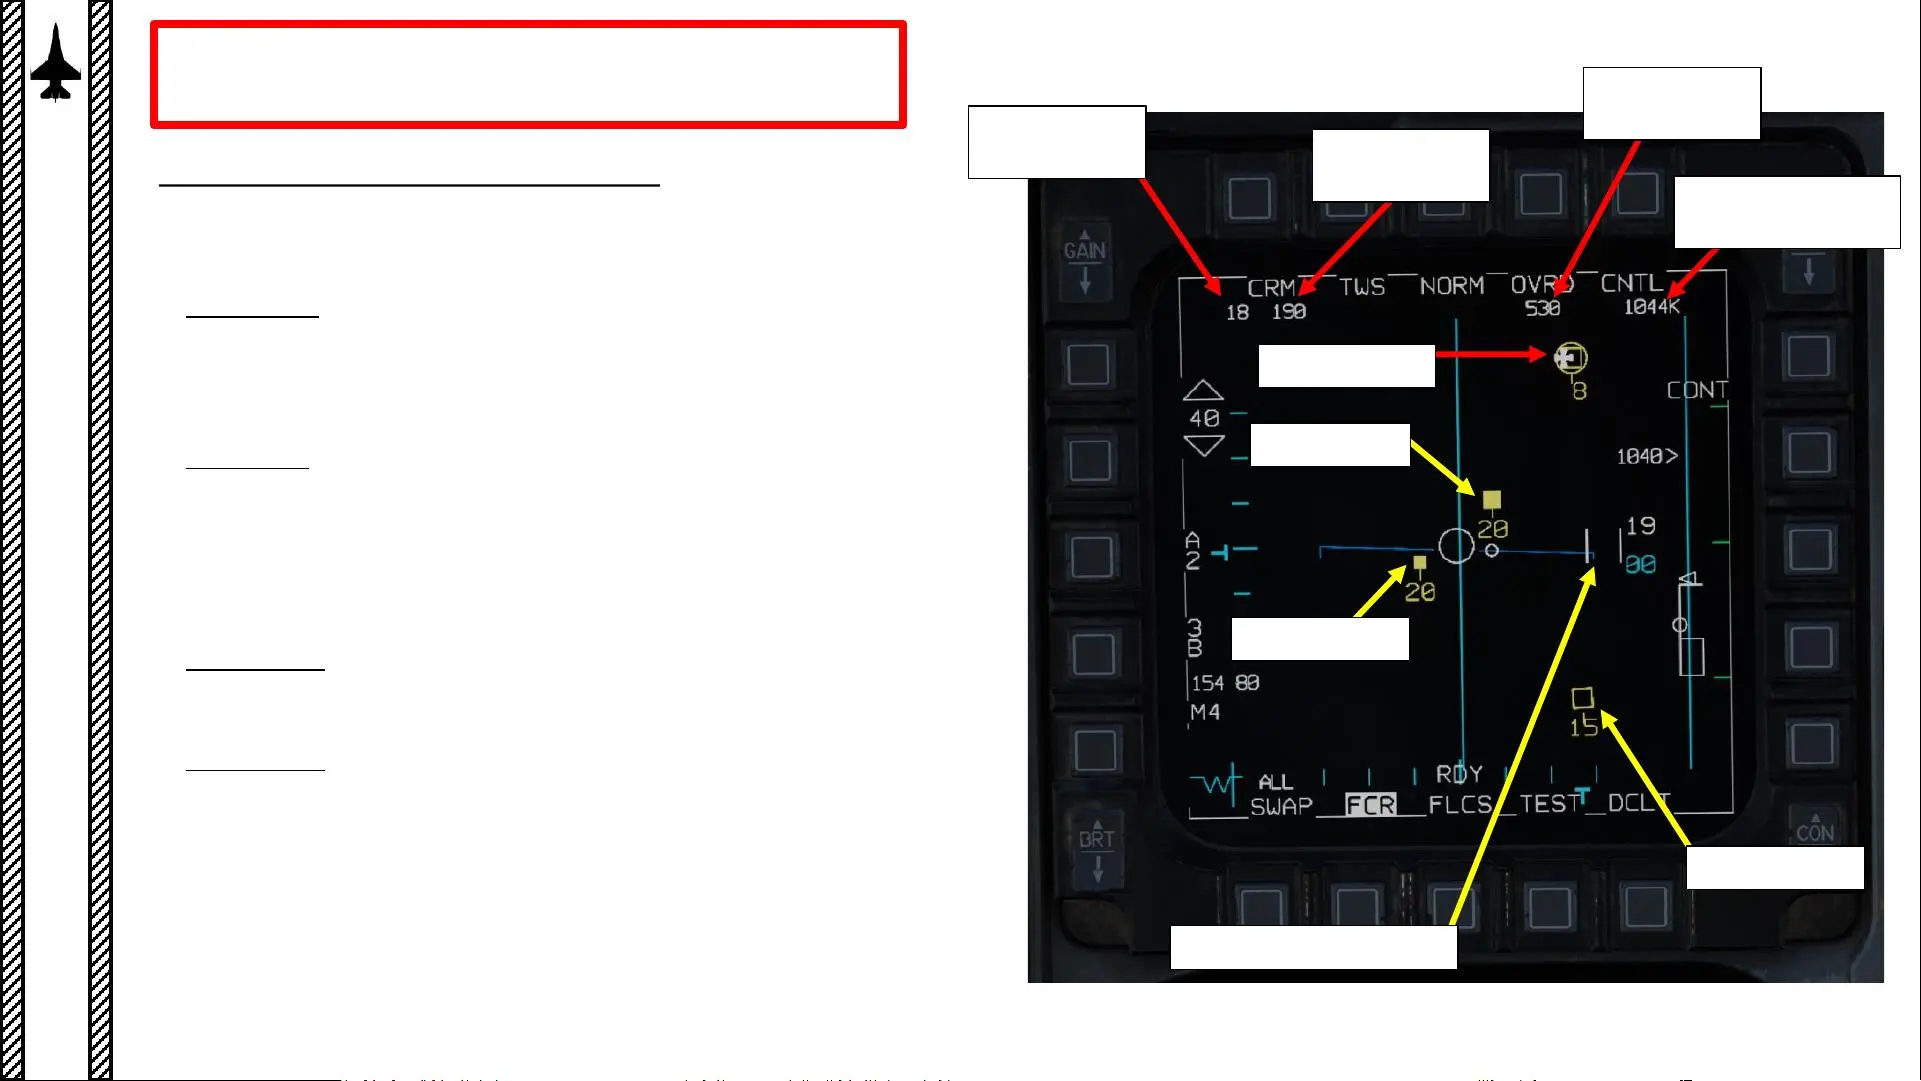 GAIN
CRM TWS NORM OVRD CNTL
18 190 530 1044K
8
CONT
40
1040>
20
19
A
2
00
20
3
B
154 80
M4
15
ALL RDY
SWAP FCR FLCS TEST DCLT
BRT
CON